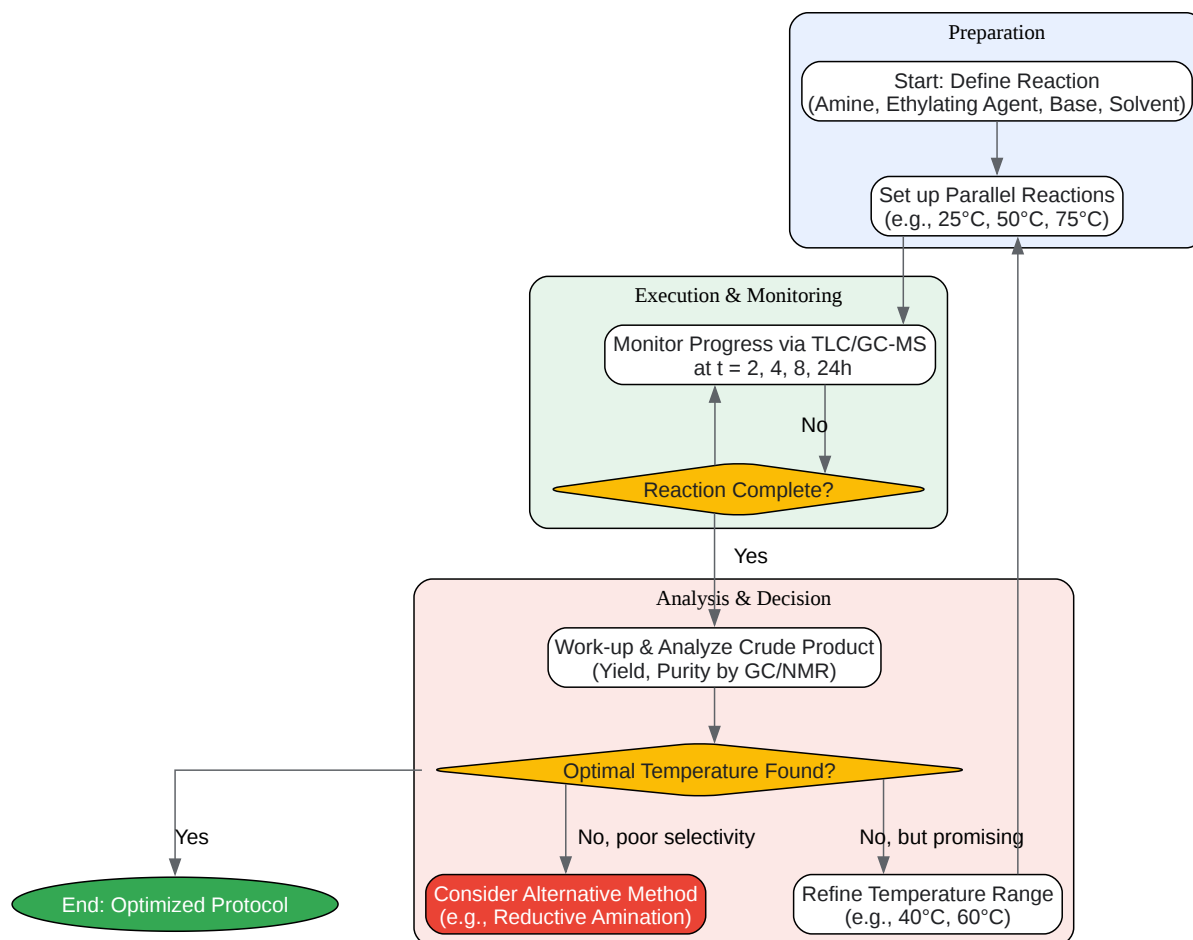 Preparation
Start: Define Reaction
(Amine, Ethylating Agent, Base, Solvent)
Set up Parallel Reactions
(e.g., 25°C, 50°C, 75°C)
Execution & Monitoring
Monitor Progress via TLC/GC-MS
at t = 2, 4, 8, 24h
No
Reaction Complete?
Yes
Analysis & Decision
Work-up & Analyze Crude Product
(Yield, Purity by GC/NMR)
Optimal Temperature Found?
Yes
No, poor selectivity
No, but promising
End: Optimized Protocol
Consider Alternative Method
(e.g., Reductive Amination)
Refine Temperature Range
(e.g., 40°C, 60°C)